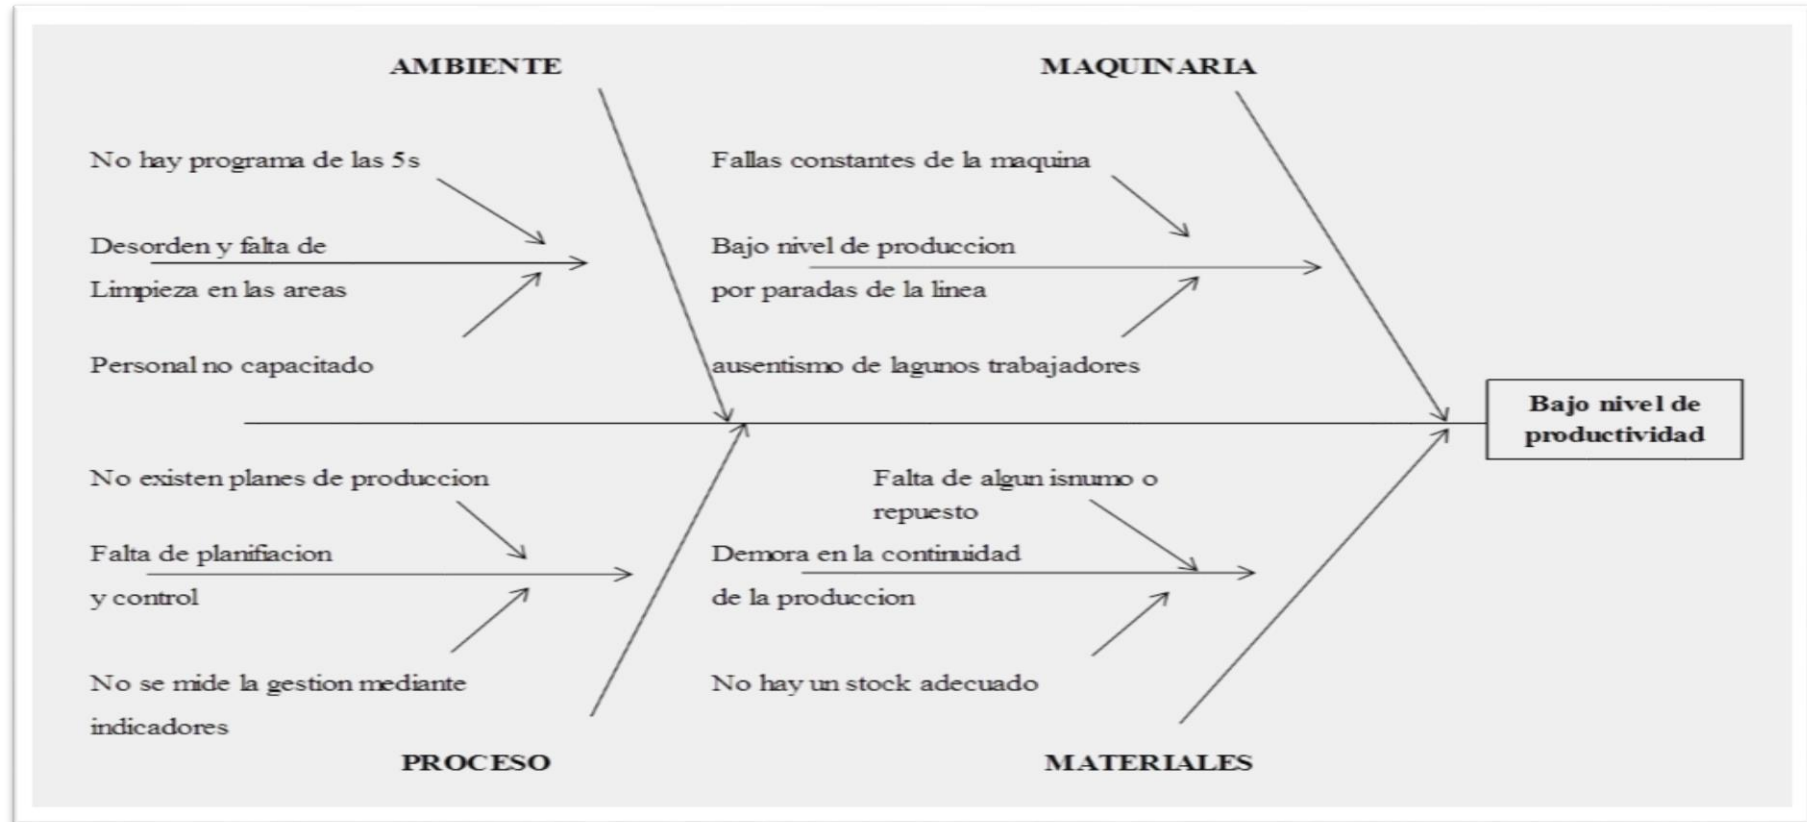 AMBIENTE
MAQUINARIA
No hay programa de las 5s
Fallas constantes de la maquina
Desorden y falta de
Limpieza en las areas
Bajo nivel de produccion
por paradas de la linea
Personal no capacitado
ausentismo de lagunos trabajadores
Bajo nivel de
productividad
No existen planes de produccion
Falta de algun isnumo o
repuesto
Falta de planifiacion
y control
Demora en la continuidad
de la produccion
No se mide la gestion mediante
indicadores
No hay un stock adecuado
PROCESO
MATERIALES